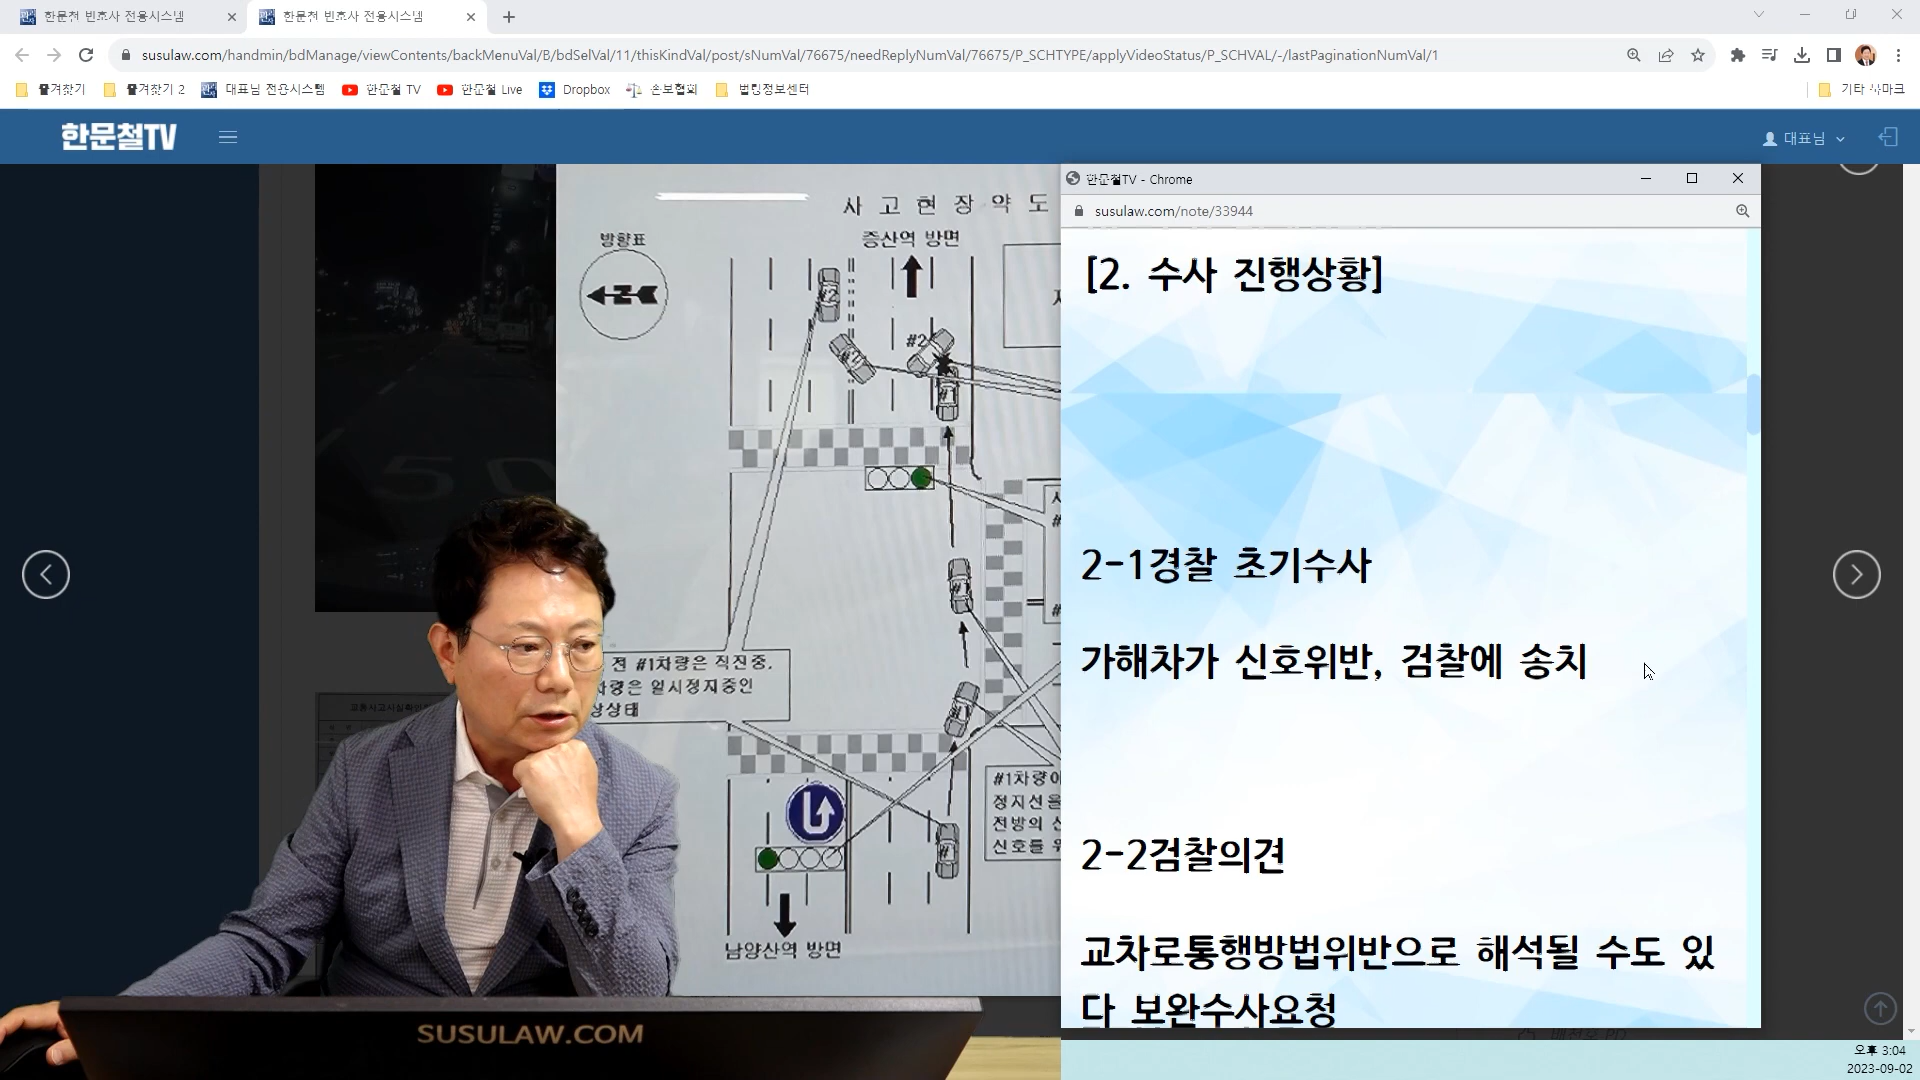 한문철 변호사 전용시스템
한문철 변호사 전용시스템
susulaw.com/handmin/bdManage/viewContents/backMenuVal/B/bdSelVal/11/thisKindVal/post/sNumVal/76675/needReplyNumVal/76675/P_SCHTYPE/applyVideoStatus/P_SCHVAL/-/lastPaginationNumVal/1
즐겨찾기
즐겨찾기 2
대표님 전용시스템
한문철 TV
한문철 Live
Dropbox
손보협회
법링정보센터
기타 북마크
한문철TV
대표님
한문철TV - Chrome
susulaw.com/note/33944
사고현장약도
방향표
증산역 방면
#2
#2
#1
#1
#1
전 #1차량은 직진중,
차량은 일시정지중인
상상태
#1차량이
정지선을
전방의 신
신호를 위
남양산역 방면
50
[2. 수사 진행상황]
2-1경찰 초기수사
가해차가 신호위반, 검찰에 송치
2-2검찰의견
교차로통행방법위반으로 해석될 수도 있
다 보완수사요청
SUSULAW.COM
오후 3:04
2023-09-02